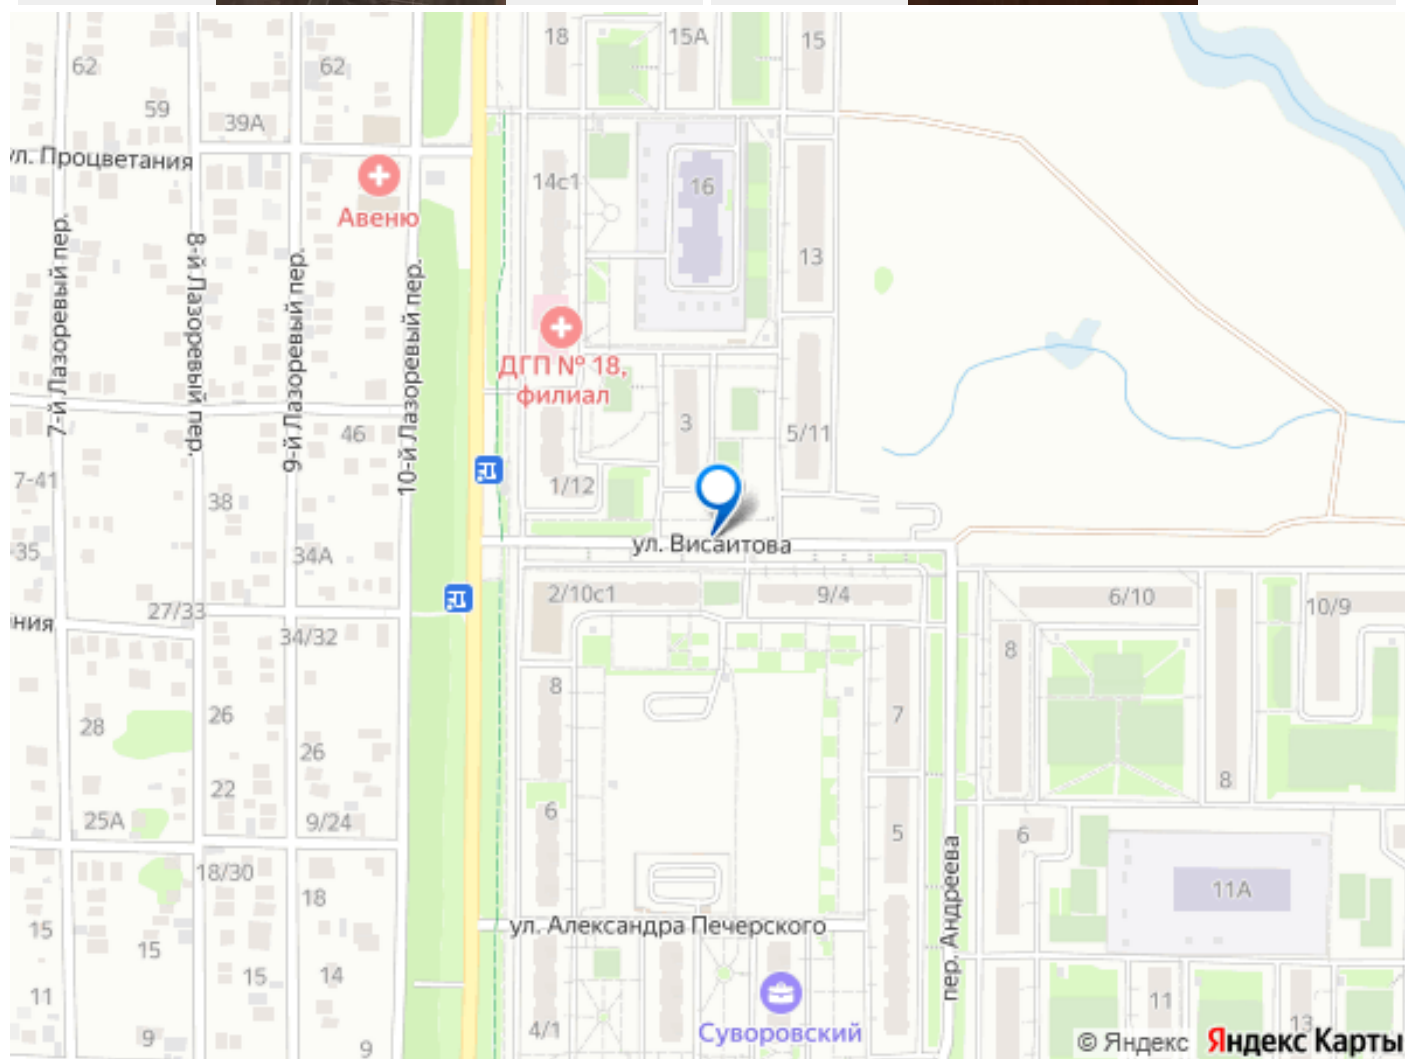 18
15А
15
62
62
59
39А
ул. Процветания
Авеню
14с1
16
13
7-й Лазоревый пер.
8-й Лазоревый пер.
9-й Лазоревый пер.
10-й Лазоревый пер.
ДГП № 18,
филиал
46
3
5/11
7-41
1/12
38
ул. Висаитова
-35
34А
2/10с1
9/4
6/10
10/9
27/33
ния
34/32
8
8
28
26
7
26
22
8
25А
9/24
6
5
6
пер. Андреева
18/30
18
11А
ул. Александра Печерского
15
15
15
14
11
11
Суворовский
4/1
13
9
9
© Яндекс Яндекс Карты